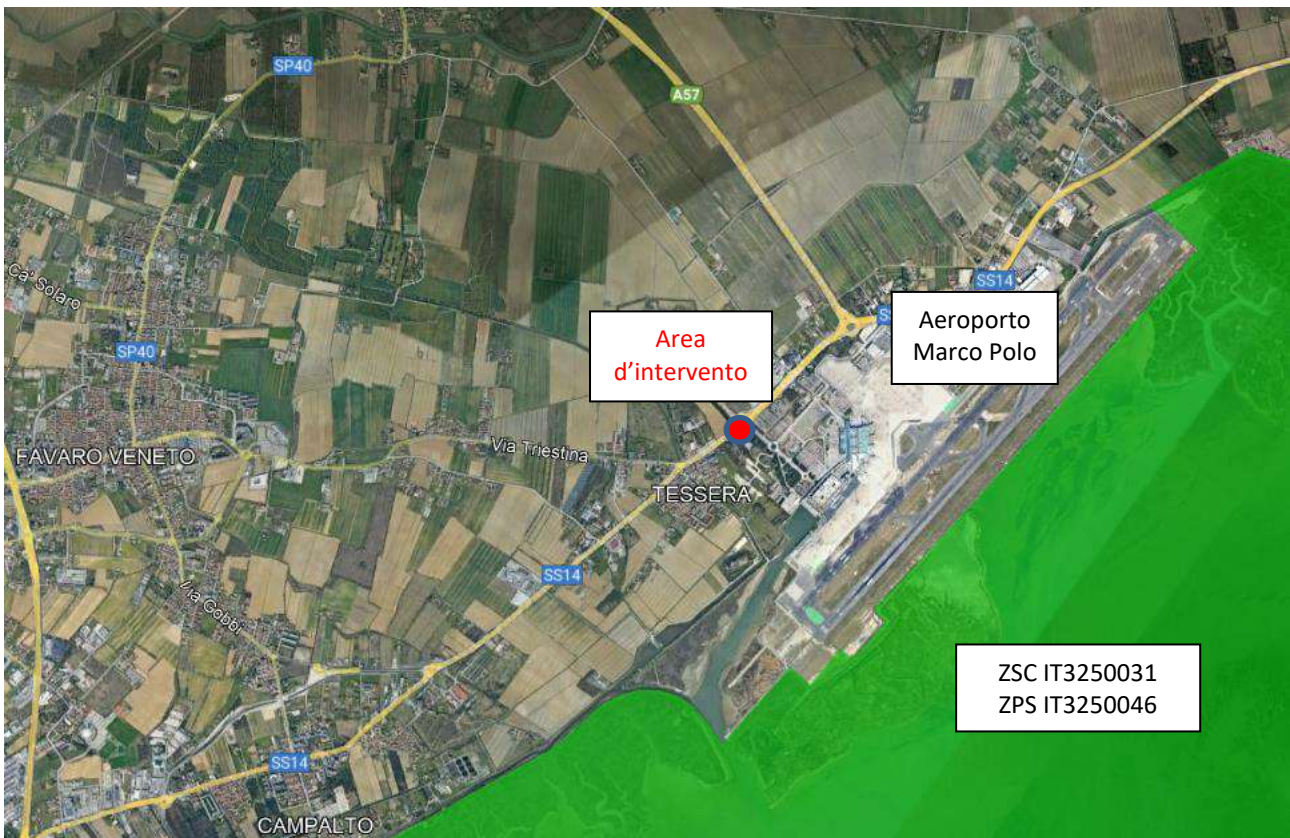 SP40
A57
Ca' Solaro
SS14
S
Aeroporto
Marco Polo
Area
d'intervento
SP40
Via Triestina
FAVARO VENETO
TESSERA
SS14
Via Gobbi
ZSC IT3250031
ZPS IT3250046
SS14
CAMPALTO